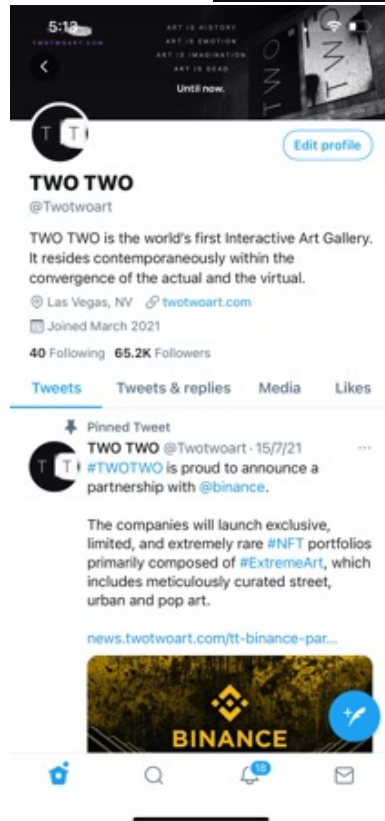 5:13
TWOTWOART.COM
ART IS HISTORY
ART IS EMOTION
ART IS IMAGINATION
ART IS DEAD
Until now.
TWO
TWO
T T
Edit profile
TWO TWO
@Twotwoart
TWO TWO is the world's first Interactive Art Gallery.
It resides contemporaneously within the
convergence of the actual and the virtual.
Las Vegas, NV twotwoart.com
Joined March 2021
40 Following 65.2K Followers
Tweets Tweets & replies Media Likes
Pinned Tweet
TWO TWO @Twotwoart · 15/7/21 ...
T T
#TWOTWO is proud to announce a
partnership with @binance.
The companies will launch exclusive,
limited, and extremely rare #NFT portfolios
primarily composed of #ExtremeArt, which
includes meticulously curated street,
urban and pop art.
news.twotwoart.com/tt-binance-par...
BINANCE
18